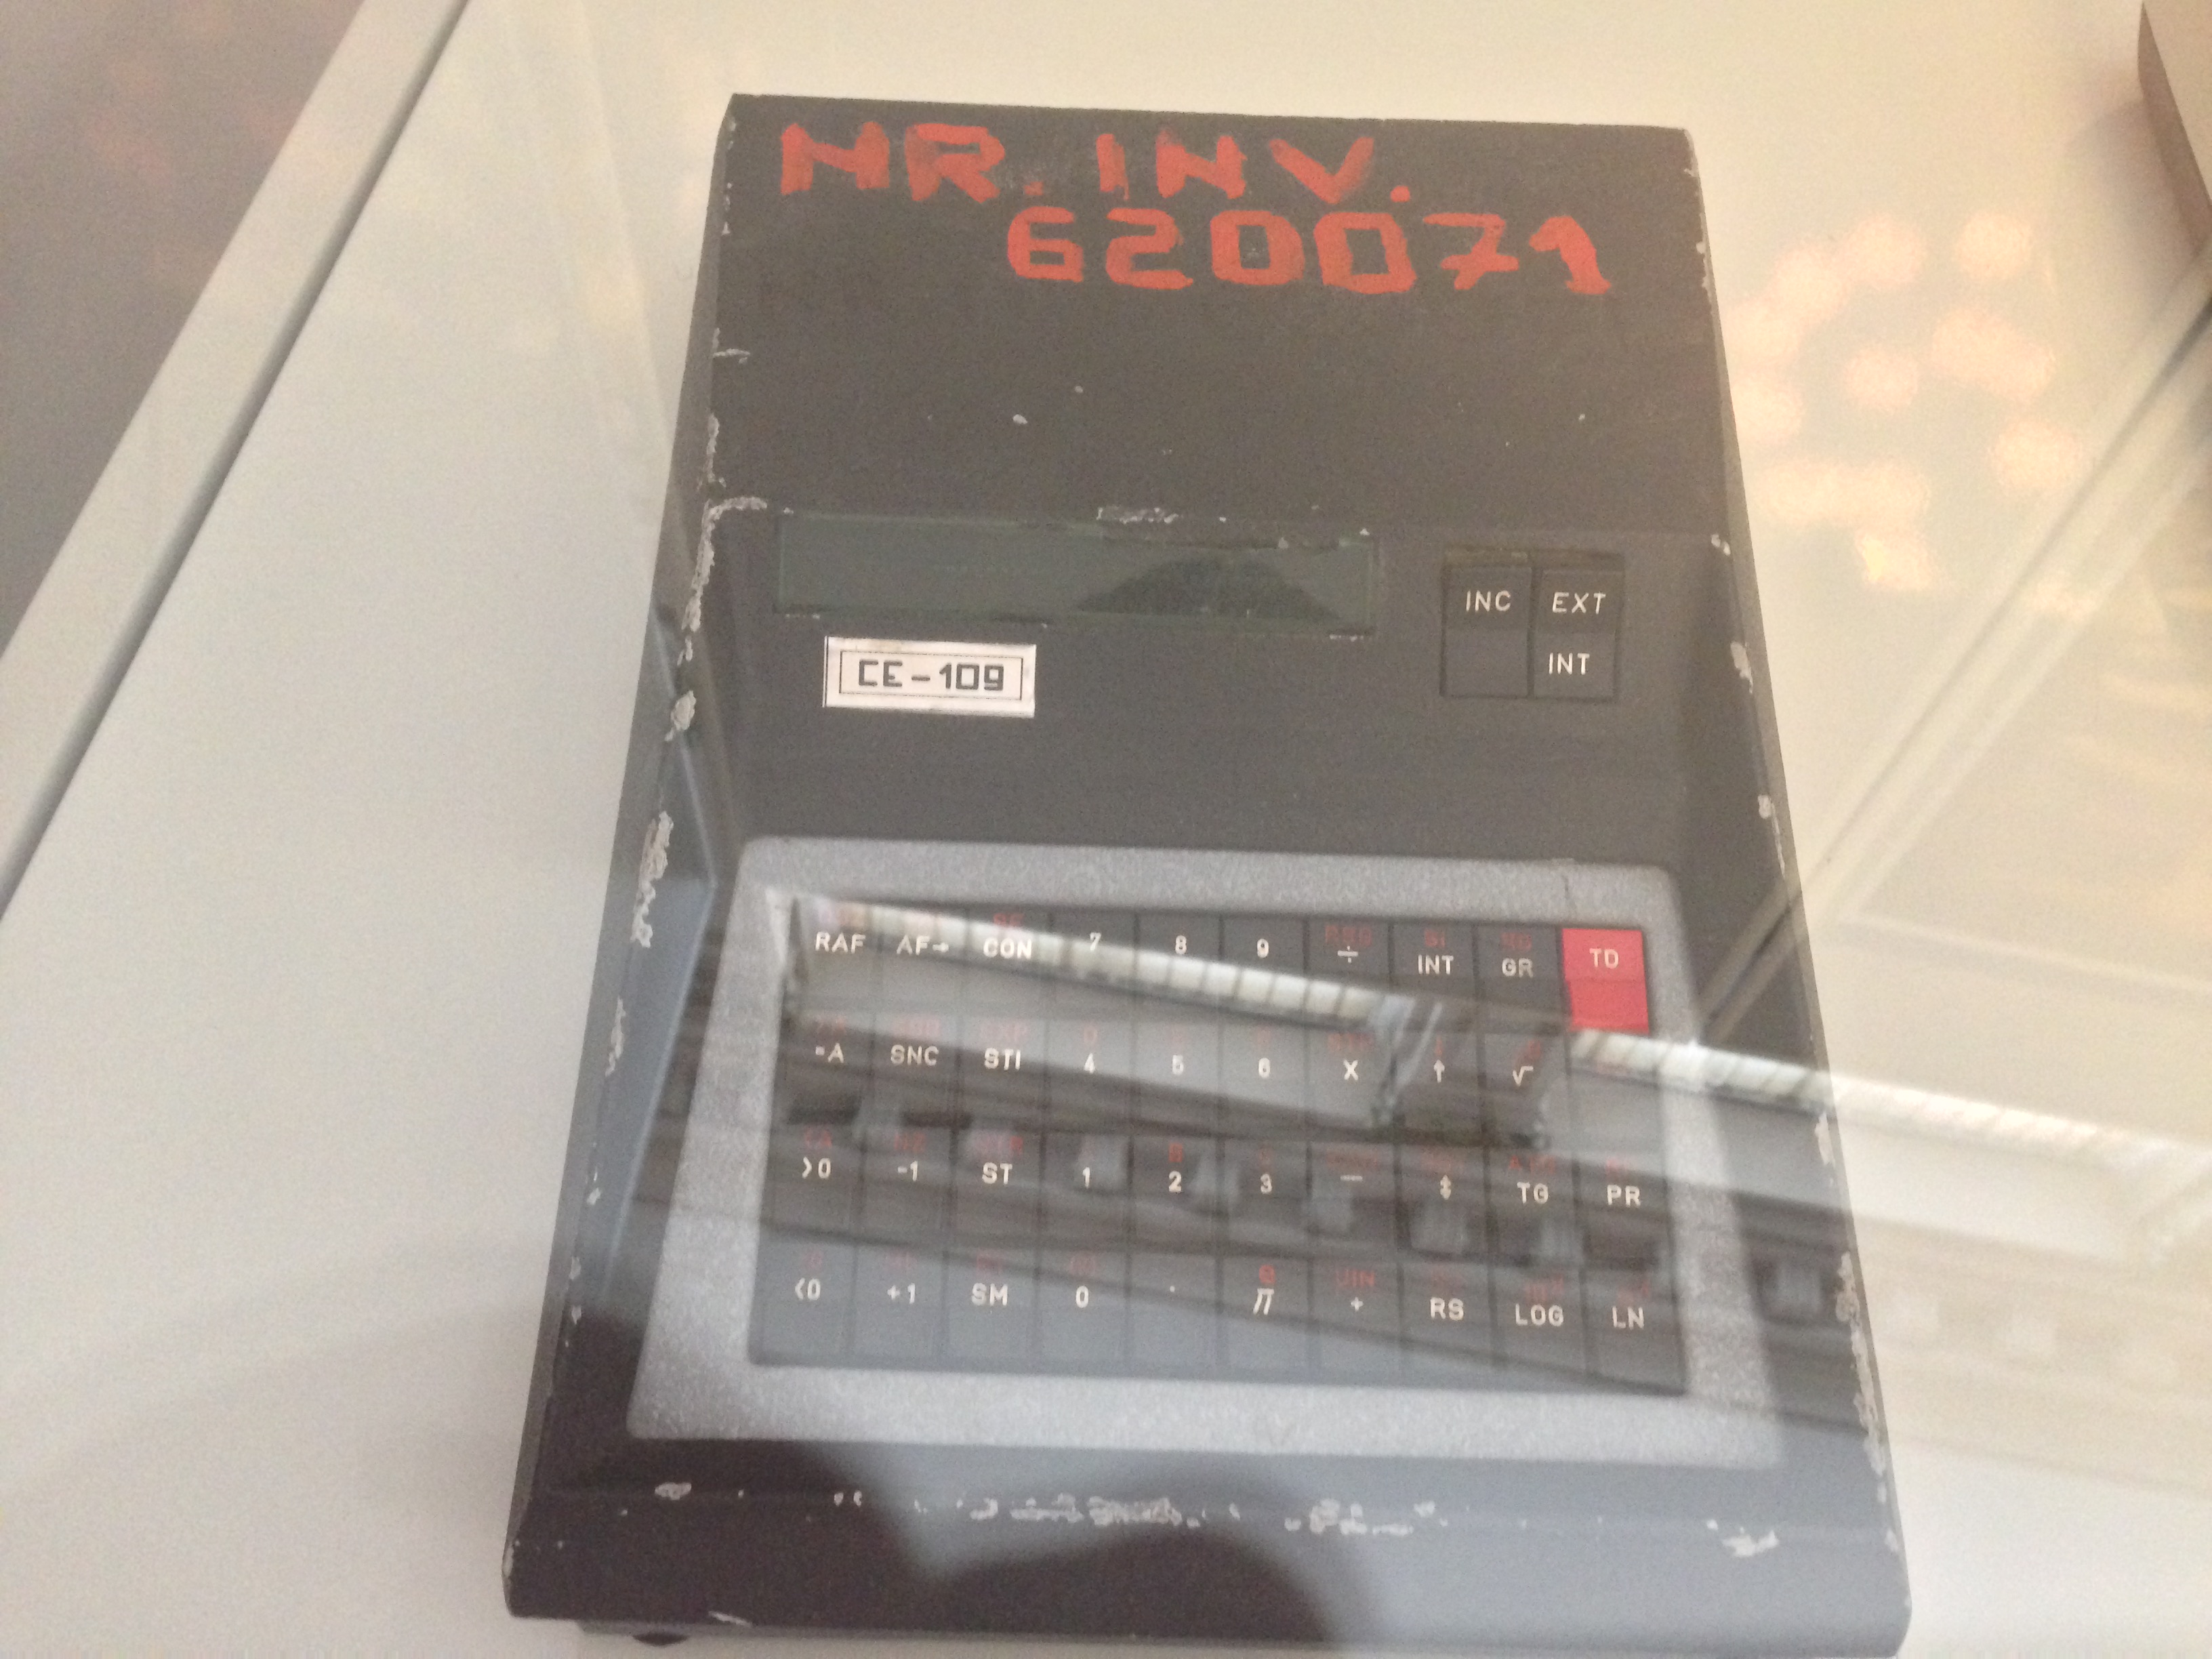 NR. INV.
620071
INC EXT
INT
CE-109
RAF AF→ CON 7 8 9 ÷ INT GR TD
=A SNC STI 4 5 6 X ↑ √
>0 -1 ST 1 2 3 — ↕ TG PR
<0 +1 SM 0 . e Π + RS LOG LN